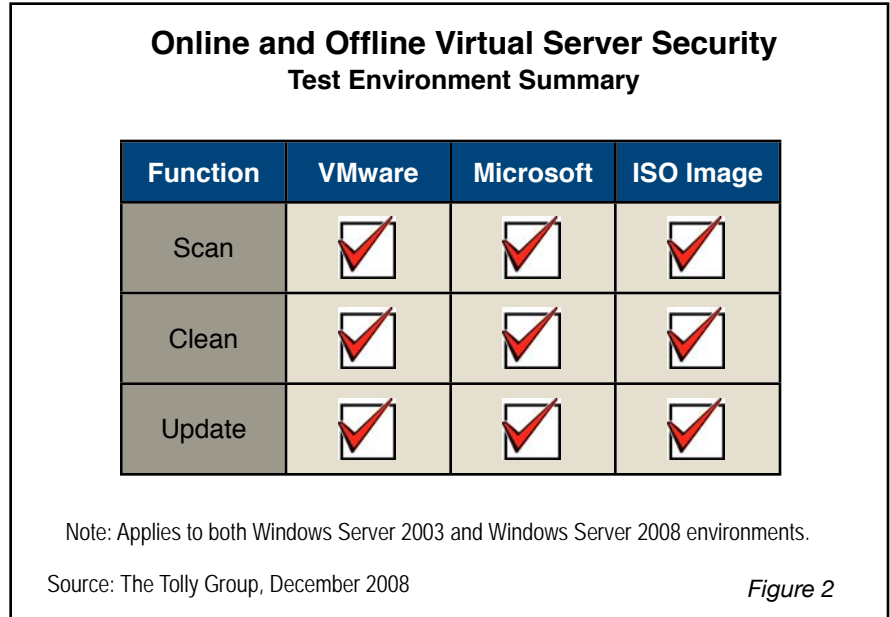 Online and Offline Virtual Server Security
Test Environment Summary
Function VMware Microsoft ISO Image
Scan
Clean
Update
Note: Applies to both Windows Server 2003 and Windows Server 2008 environments.
Source: The Tolly Group, December 2008
Figure 2